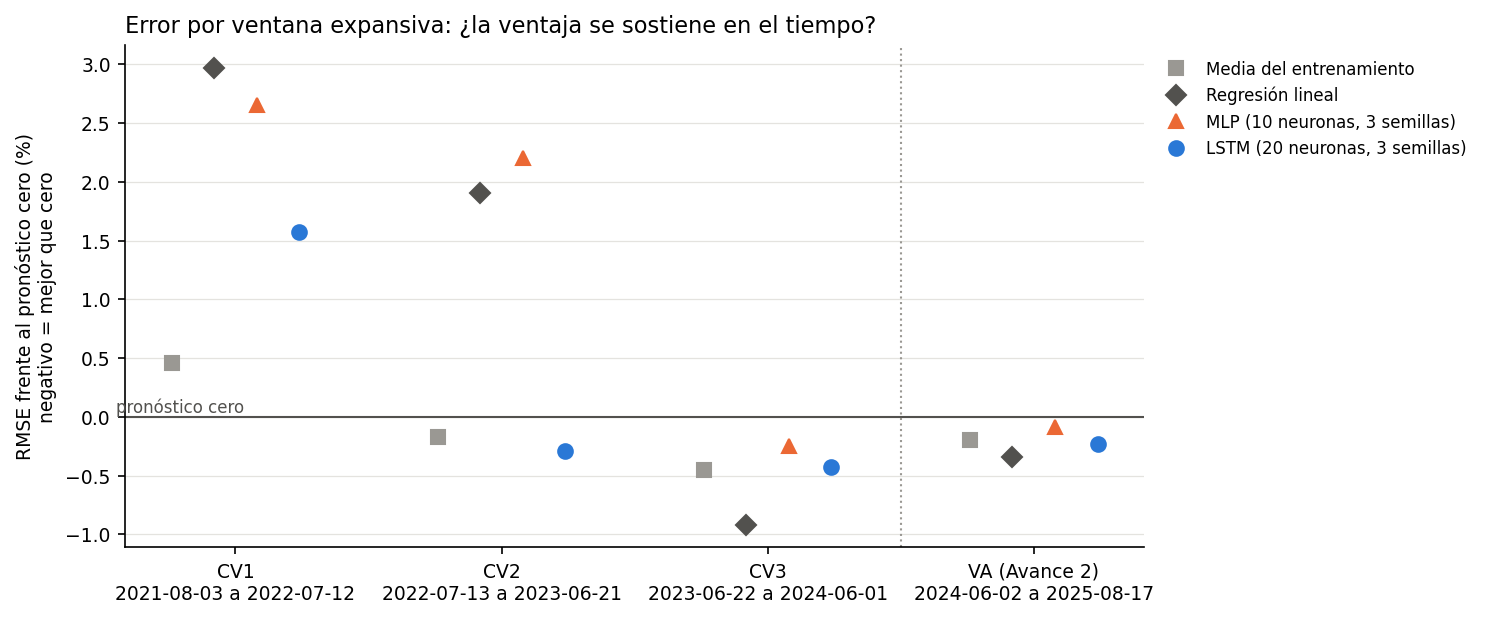 Error por ventana expansiva: ¿la ventaja se sostiene en el tiempo?
RMSE frente al pronóstico cero (%)
negativo = mejor que cero
3.0
2.5
2.0
1.5
1.0
0.5
0.0
−0.5
−1.0
pronóstico cero
CV1
2021-08-03 a 2022-07-12
CV2
2022-07-13 a 2023-06-21
CV3
2023-06-22 a 2024-06-01
VA (Avance 2)
2024-06-02 a 2025-08-17
Media del entrenamiento
Regresión lineal
MLP (10 neuronas, 3 semillas)
LSTM (20 neuronas, 3 semillas)